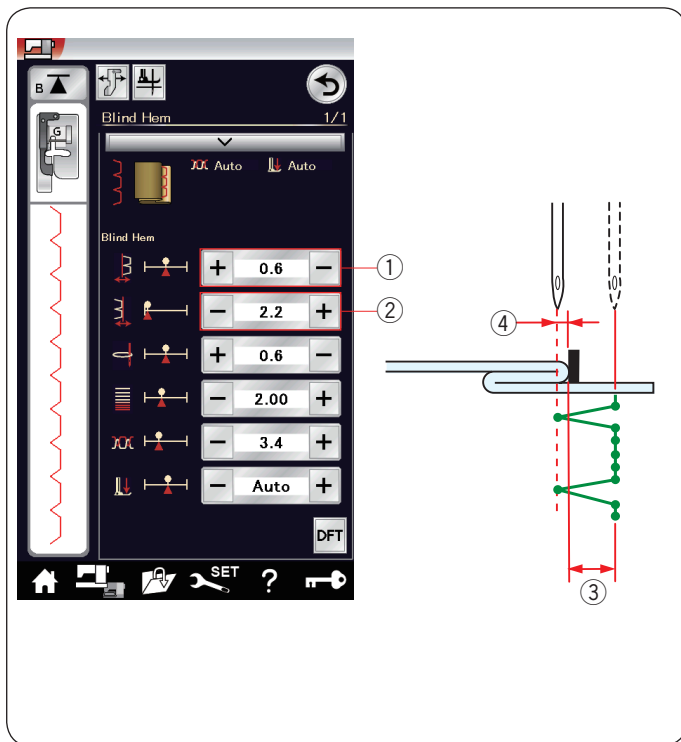 B
G
Blind Hem 1/1
Auto Auto
Blind Hem
+ 0.6 − ①
− 2.2 + ②
+ 0.6 −
− 2.00 +
− 3.4 +
− Auto +
DFT
SET ?
④
③